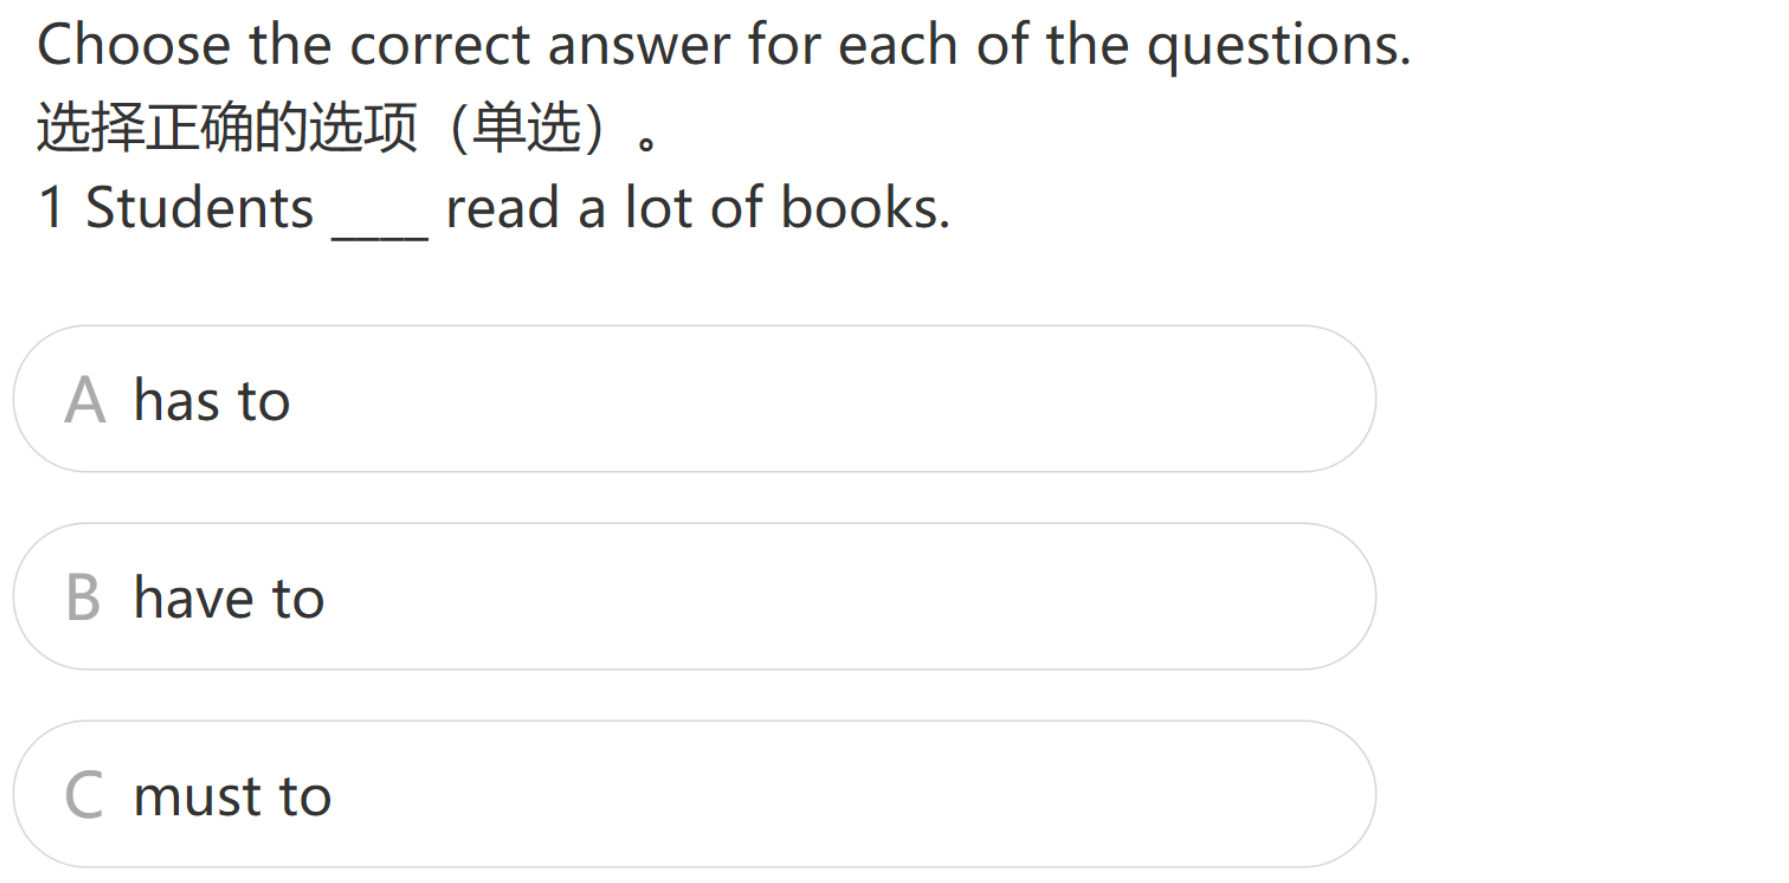 Choose the correct answer for each of the questions.
选择正确的选项（单选）。
1 Students ____ read a lot of books.
A has to
B have to
C must to